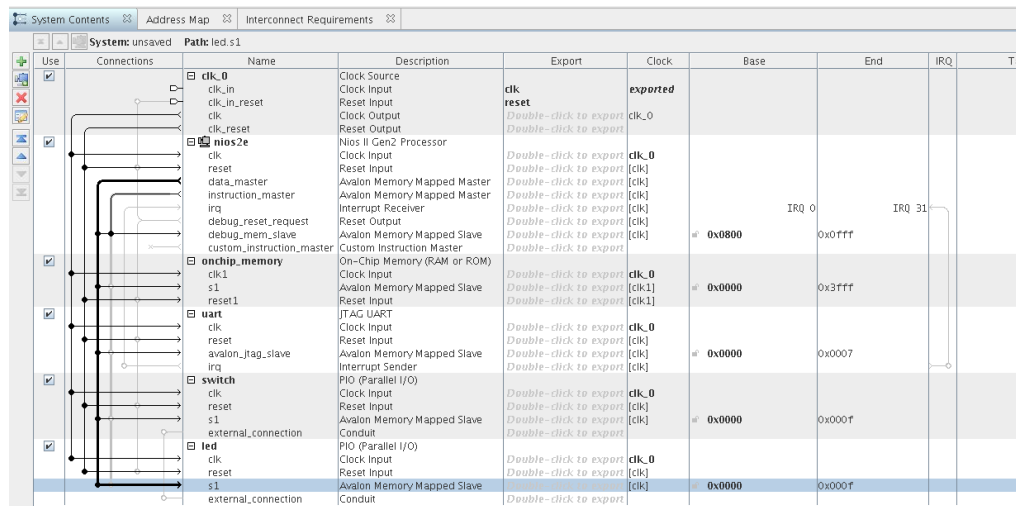 System Contents Address Map Interconnect Requirements
System: unsaved Path: led.s1
Use Connections Name Description Export Clock Base End IRQ T
clk_0 Clock Source
clk_in Clock Input clk exported
clk_in_reset Reset Input reset
clk Clock Output Double-click to export clk_0
clk_reset Reset Output Double-click to export
nios2e Nios II Gen2 Processor
clk Clock Input Double-click to export clk_0
reset Reset Input Double-click to export [clk]
data_master Avalon Memory Mapped Master Double-click to export [clk]
instruction_master Avalon Memory Mapped Master Double-click to export [clk]
irq Interrupt Receiver Double-click to export [clk] IRQ 0 IRQ 31
debug_reset_request Reset Output Double-click to export [clk]
debug_mem_slave Avalon Memory Mapped Slave Double-click to export [clk] 0x0800 0x0fff
custom_instruction_master Custom Instruction Master Double-click to export
onchip_memory On-Chip Memory (RAM or ROM)
clk1 Clock Input Double-click to export clk_0
s1 Avalon Memory Mapped Slave Double-click to export [clk1] 0x0000 0x3fff
reset1 Reset Input Double-click to export [clk1]
uart JTAG UART
clk Clock Input Double-click to export clk_0
reset Reset Input Double-click to export [clk]
avalon_jtag_slave Avalon Memory Mapped Slave Double-click to export [clk] 0x0000 0x0007
irq Interrupt Sender Double-click to export [clk]
switch PIO (Parallel I/O)
clk Clock Input Double-click to export clk_0
reset Reset Input Double-click to export [clk]
s1 Avalon Memory Mapped Slave Double-click to export [clk] 0x0000 0x000f
external_connection Conduit Double-click to export
led PIO (Parallel I/O)
clk Clock Input Double-click to export clk_0
reset Reset Input Double-click to export [clk]
s1 Avalon Memory Mapped Slave Double-click to export [clk] 0x0000 0x000f
external_connection Conduit Double-click to export